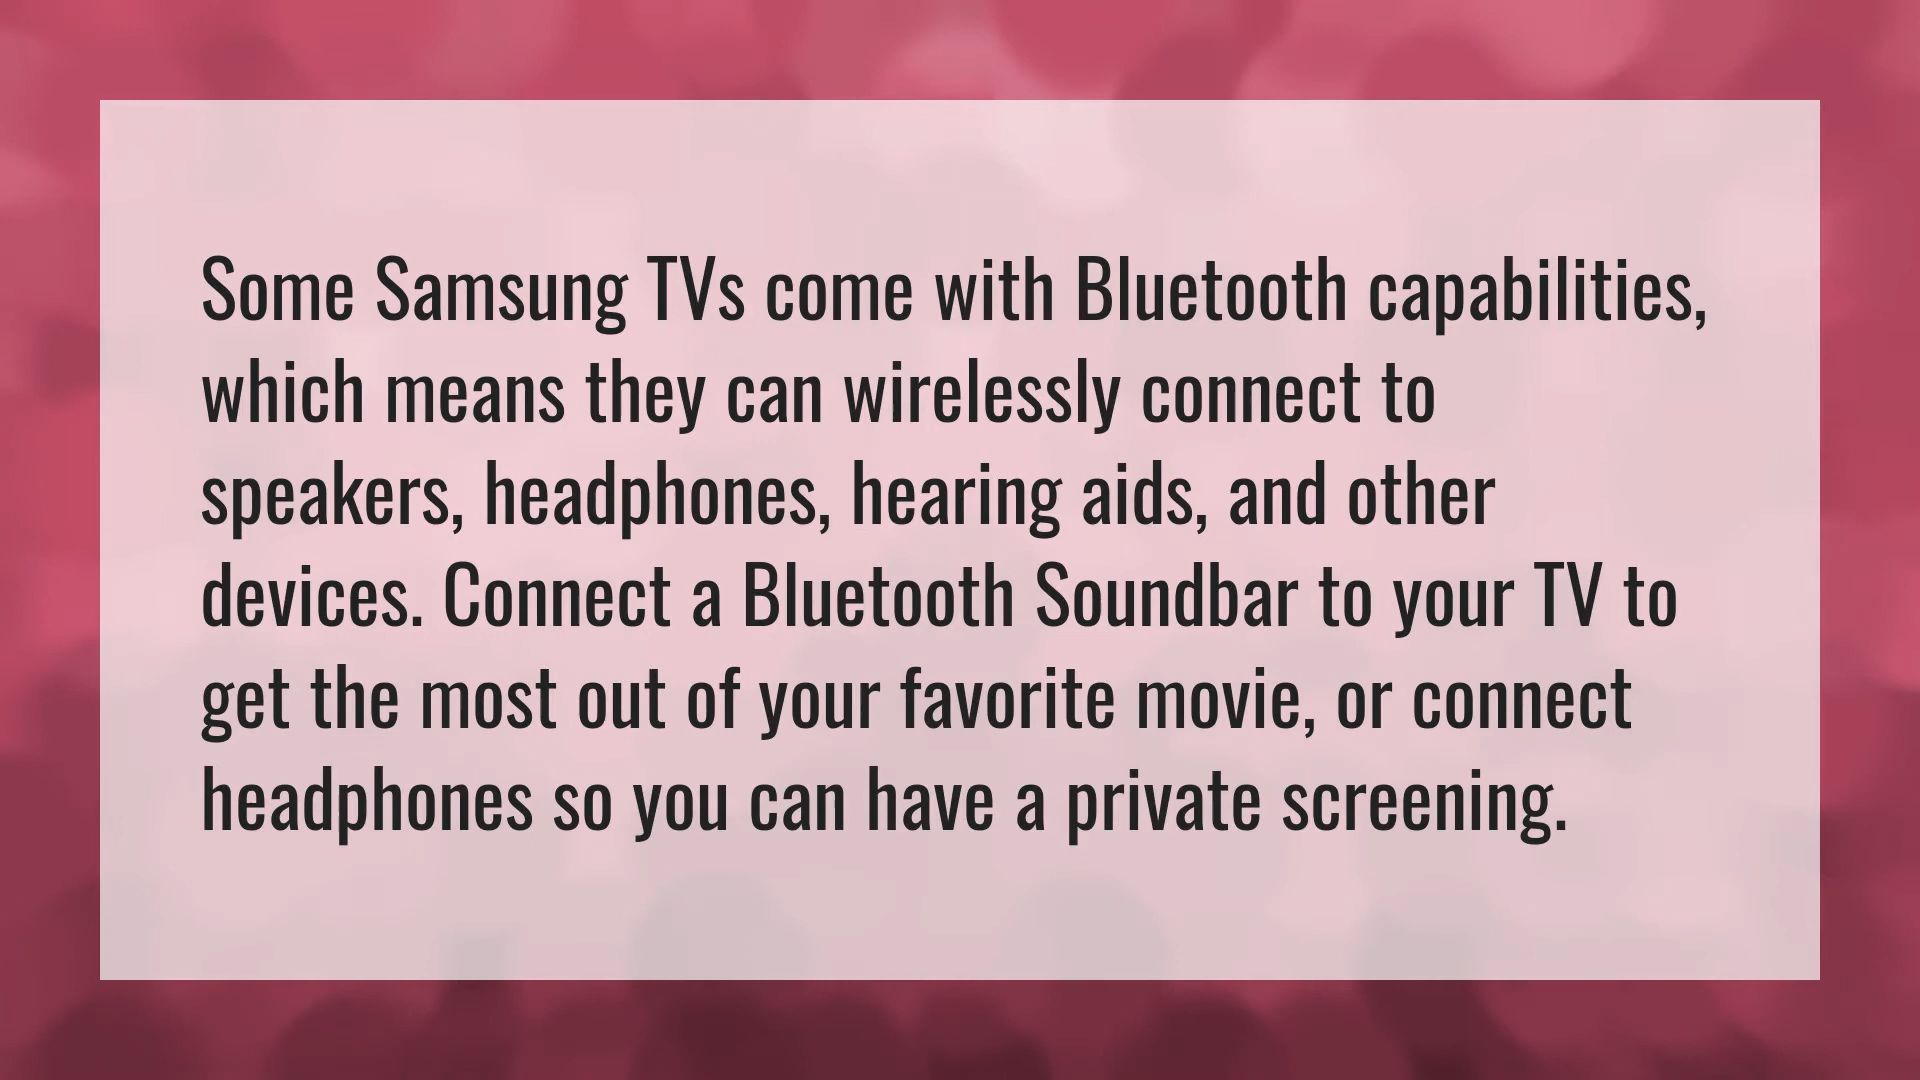 Some Samsung TVs come with Bluetooth capabilities,
which means they can wirelessly connect to
speakers, headphones, hearing aids, and other
devices. Connect a Bluetooth Soundbar to your TV to
get the most out of your favorite movie, or connect
headphones so you can have a private screening.